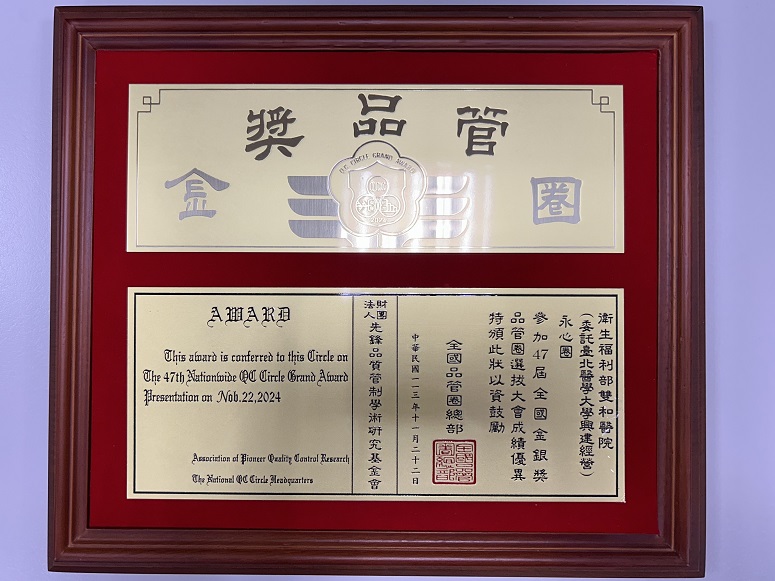 獎 品 管
金 圈
Q.C. CIRCLE GRAND AWARD
衛生福利部雙和醫院
(委託臺北醫學大學興建經營)
永心圈
參加47屆全國金銀獎
品管圈選拔大會成績優異
特頒此狀以資鼓勵
全國品管圈總部
中華民國一一三年十一月二十二日
財團法人先鋒品質管制學術研究基金會
AWARD
This award is conferred to this Circle on
The 47th Nationwide QC Circle Grand Award
Presentation on Nov.22,2024
Association of Pioneer Quality Control Research
The National QC Circle Headquarters